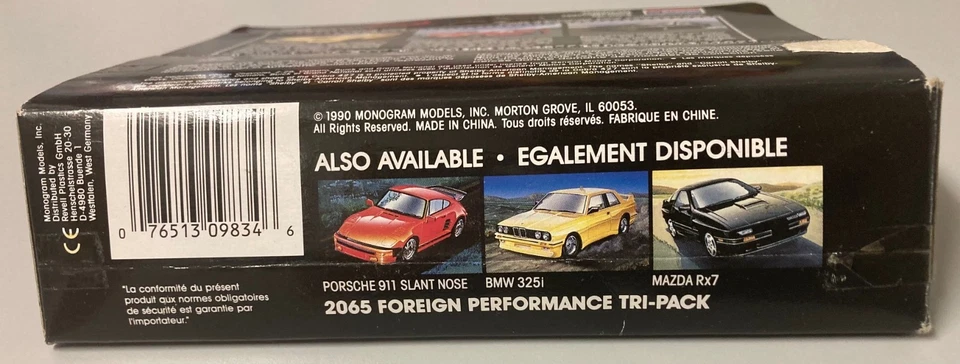 © 1990 MONOGRAM MODELS, INC. MORTON GROVE, IL 60053.
All Rights Reserved. MADE IN CHINA. Tous droits réservés. FABRIQUE EN CHINE.
ALSO AVAILABLE • EGALEMENT DISPONIBLE
PORSCHE 911 SLANT NOSE
BMW 325i
MAZDA Rx7
2065 FOREIGN PERFORMANCE TRI-PACK
Monogram Models, Inc.
Distributed by
Revell Plastics GmbH
Henschelstrasse 20-30
D-4980 Buende 1
Westfalen, West Germany
CE
0 76513 09834 6
"La conformité du présent
produit aux normes obligatoires
de sécurité est garantie par
l'importateur."